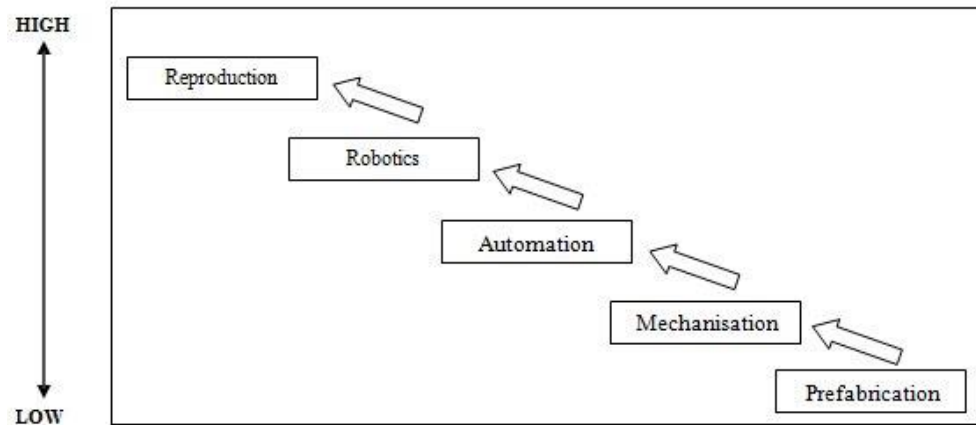 HIGH
Reproduction
Robotics
Automation
Mechanisation
Prefabrication
LOW